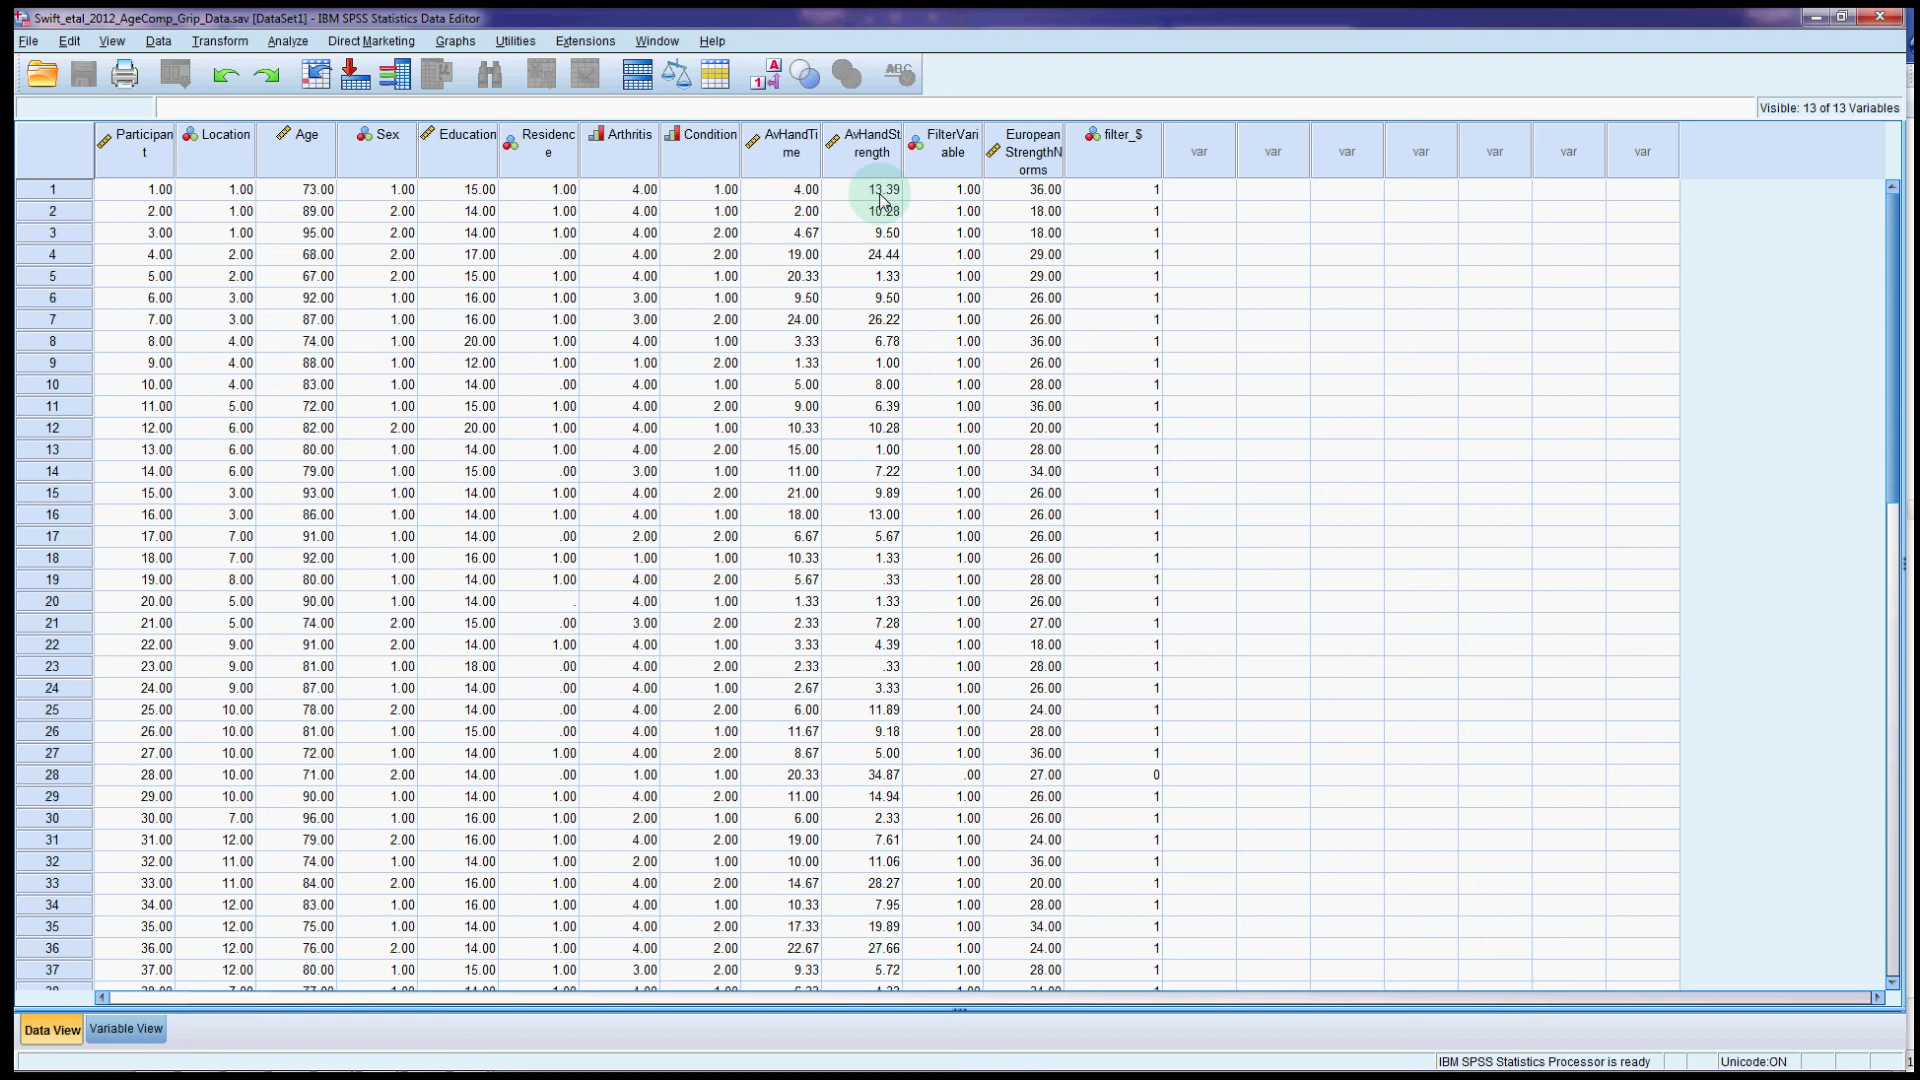 Swift_etal_2012_AgeComp_Grip_Data.sav [DataSet1] - IBM SPSS Statistics Data Editor
File Edit View Data Transform Analyze Direct Marketing Graphs Utilities Extensions Window Help
Visible: 13 of 13 Variables
Participant Location Age Sex Education Residence Arthritis Condition AvHandTime AvHandStrength FilterVariable EuropeanStrengthNorms filter_$ var var var var var var var
1 1.00 1.00 73.00 1.00 15.00 1.00 4.00 1.00 4.00 13.39 1.00 36.00 1
2 2.00 1.00 89.00 2.00 14.00 1.00 4.00 1.00 2.00 10.28 1.00 18.00 1
3 3.00 1.00 95.00 2.00 14.00 1.00 4.00 2.00 4.67 9.50 1.00 18.00 1
4 4.00 2.00 68.00 2.00 17.00 .00 4.00 2.00 19.00 24.44 1.00 29.00 1
5 5.00 2.00 67.00 2.00 15.00 1.00 4.00 1.00 20.33 1.33 1.00 29.00 1
6 6.00 3.00 92.00 1.00 16.00 1.00 3.00 1.00 9.50 9.50 1.00 26.00 1
7 7.00 3.00 87.00 1.00 16.00 1.00 3.00 2.00 24.00 26.22 1.00 26.00 1
8 8.00 4.00 74.00 1.00 20.00 1.00 4.00 1.00 3.33 6.78 1.00 36.00 1
9 9.00 4.00 88.00 1.00 12.00 1.00 1.00 2.00 1.33 1.00 1.00 26.00 1
10 10.00 4.00 83.00 1.00 14.00 .00 4.00 1.00 5.00 8.00 1.00 28.00 1
11 11.00 5.00 72.00 1.00 15.00 1.00 4.00 2.00 9.00 6.39 1.00 36.00 1
12 12.00 6.00 82.00 2.00 20.00 1.00 4.00 1.00 10.33 10.28 1.00 20.00 1
13 13.00 6.00 80.00 1.00 14.00 1.00 4.00 2.00 15.00 1.00 1.00 28.00 1
14 14.00 6.00 79.00 1.00 15.00 .00 3.00 1.00 11.00 7.22 1.00 34.00 1
15 15.00 3.00 93.00 1.00 14.00 1.00 4.00 2.00 21.00 9.89 1.00 26.00 1
16 16.00 3.00 86.00 1.00 14.00 1.00 4.00 1.00 18.00 13.00 1.00 26.00 1
17 17.00 7.00 91.00 1.00 14.00 .00 2.00 2.00 6.67 5.67 1.00 26.00 1
18 18.00 7.00 92.00 1.00 16.00 1.00 1.00 1.00 10.33 1.33 1.00 26.00 1
19 19.00 8.00 80.00 1.00 14.00 1.00 4.00 2.00 5.67 .33 1.00 28.00 1
20 20.00 5.00 90.00 1.00 14.00 . 4.00 1.00 1.33 1.33 1.00 26.00 1
21 21.00 5.00 74.00 2.00 15.00 .00 3.00 2.00 2.33 7.28 1.00 27.00 1
22 22.00 9.00 91.00 2.00 14.00 1.00 4.00 1.00 3.33 4.39 1.00 18.00 1
23 23.00 9.00 81.00 1.00 18.00 .00 4.00 2.00 2.33 .33 1.00 28.00 1
24 24.00 9.00 87.00 1.00 14.00 .00 4.00 1.00 2.67 3.33 1.00 26.00 1
25 25.00 10.00 78.00 2.00 14.00 .00 4.00 2.00 6.00 11.89 1.00 24.00 1
26 26.00 10.00 81.00 1.00 15.00 .00 4.00 1.00 11.67 9.18 1.00 28.00 1
27 27.00 10.00 72.00 1.00 14.00 1.00 4.00 2.00 8.67 5.00 1.00 36.00 1
28 28.00 10.00 71.00 2.00 14.00 .00 1.00 1.00 20.33 34.87 .00 27.00 0
29 29.00 10.00 90.00 1.00 14.00 1.00 4.00 2.00 11.00 14.94 1.00 26.00 1
30 30.00 7.00 96.00 1.00 16.00 1.00 2.00 1.00 6.00 2.33 1.00 26.00 1
31 31.00 12.00 79.00 2.00 16.00 1.00 4.00 2.00 19.00 7.61 1.00 24.00 1
32 32.00 11.00 74.00 1.00 14.00 1.00 2.00 1.00 10.00 11.06 1.00 36.00 1
33 33.00 11.00 84.00 2.00 16.00 1.00 4.00 2.00 14.67 28.27 1.00 20.00 1
34 34.00 12.00 83.00 1.00 16.00 1.00 4.00 1.00 10.33 7.95 1.00 28.00 1
35 35.00 12.00 75.00 1.00 14.00 1.00 4.00 2.00 17.33 19.89 1.00 34.00 1
36 36.00 12.00 76.00 2.00 14.00 1.00 4.00 2.00 22.67 27.66 1.00 24.00 1
37 37.00 12.00 80.00 1.00 15.00 1.00 3.00 2.00 9.33 5.72 1.00 28.00 1
Data View Variable View
IBM SPSS Statistics Processor is ready Unicode:ON